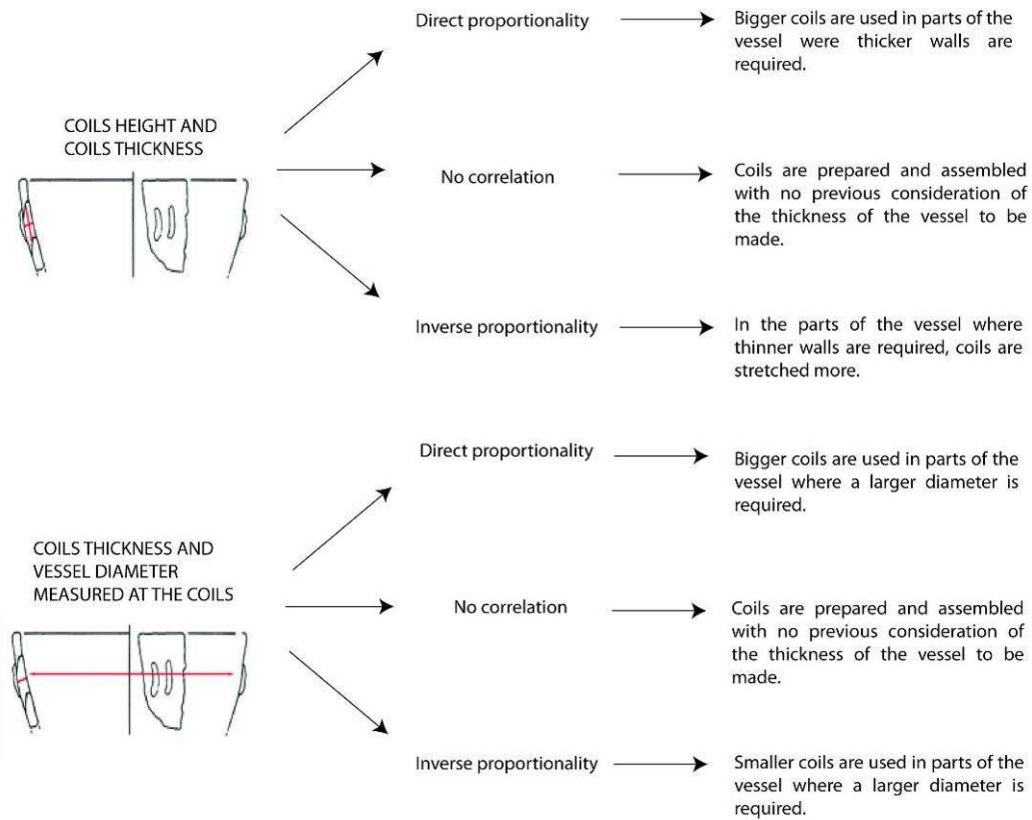 Direct proportionality
Bigger coils are used in parts of the
vessel were thicker walls are
required.
COILS HEIGHT AND
COILS THICKNESS
No correlation
Coils are prepared and assembled
with no previous consideration of
the thickness of the vessel to be
made.
Inverse proportionality
In the parts of the vessel where
thinner walls are required, coils are
stretched more.
Direct proportionality
Bigger coils are used in parts of the
vessel where a larger diameter is
required.
COILS THICKNESS AND
VESSEL DIAMETER
MEASURED AT THE COILS
No correlation
Coils are prepared and assembled
with no previous consideration of
the thickness of the vessel to be
made.
Inverse proportionality
Smaller coils are used in parts of the
vessel where a larger diameter is
required.